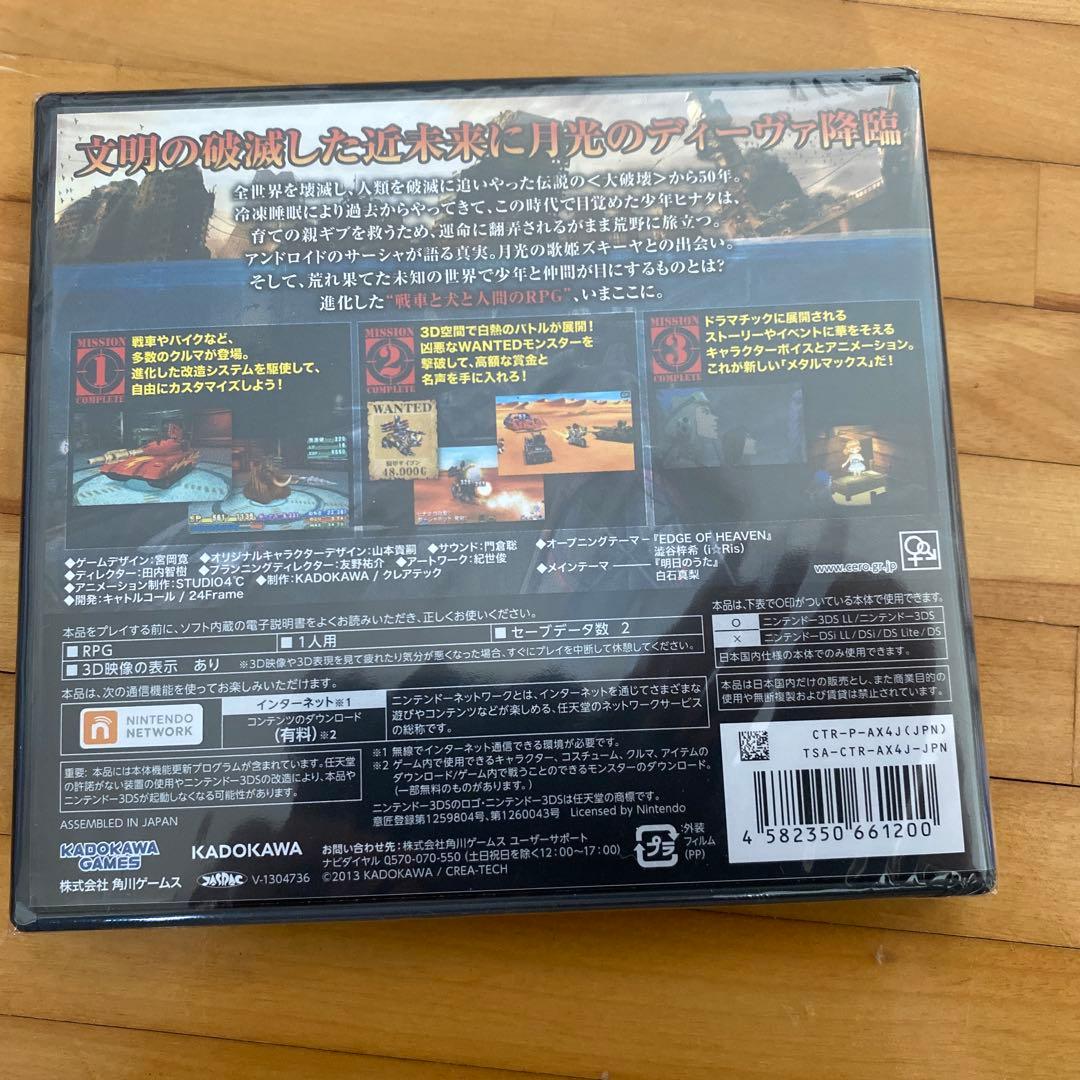 文明の破滅した近未来に月光のディーヴァ降臨
全世界を壊滅し、人類を破滅に追いやった伝説の<大破壊>から50年。
冷凍睡眠により過去からやってきて、この時代で目覚めた少年ヒナタは、
育ての親ギブを救うため、運命に翻弄されるがまま荒野に旅立つ。
アンドロイドのサーシャが語る真実。月光の歌姫ズキーヤとの出会い。
そして、荒れ果てた未知の世界で少年と仲間が目にするものとは?
進化した“戦車と犬と人間のRPG”、いまここに。
MISSION
1
COMPLETE
戦車やバイクなど、
多数のクルマが登場。
進化した改造システムを駆使して、
自由にカスタマイズしよう!
MISSION
2
COMPLETE
3D空間で白熱のバトルが展開!
凶悪なWANTEDモンスターを
撃破して、高額な賞金と
名声を手に入れろ!
WANTED
48,000G
MISSION
3
COMPLETE
ドラマチックに展開される
ストーリーやイベントに華をそえる
キャラクターボイスとアニメーション。
これが新しい「メタルマックス」だ!
◆ゲームデザイン:宮岡寛 ◆オリジナルキャラクターデザイン:山本貴嗣 ◆サウンド:門倉聡
◆ディレクター:田内智樹 ◆プランニングディレクター:友野祐介 ◆アートワーク:紀世俊
◆アニメーション制作:STUDIO4℃ ◆制作:KADOKAWA / クレアテック
◆開発:キャトルコール / 24Frame
◆オープニングテーマー『EDGE OF HEAVEN』
澁谷梓希 (i☆Ris)
◆メインテーマ――『明日のうた』
白石真梨
www.cero.gr.jp
本品をプレイする前に、ソフト内蔵の電子説明書をよくお読みいただき、正しくお使いください。
■RPG ■1人用 ■セーブデータ数 2
■3D映像の表示 あり ※3D映像や3D表現を見て疲れたり気分が悪くなった場合、すぐにプレイを中断して休憩してください。
本品は、下表で○印がついている本体で使用できます。
○ ニンテンドー3DS LL/ニンテンドー3DS
× ニンテンドーDSi LL/DSi/DS Lite/DS
日本国内仕様の本体でのみ使用できます。
本品は、次の通信機能を使ってお楽しみいただけます。
NINTENDO
NETWORK
インターネット※1
コンテンツのダウンロード
(有料)※2
ニンテンドーネットワークとは、インターネットを通じてさまざまな
遊びやコンテンツなどが楽しめる、任天堂のネットワークサービス
の総称です。
本品は日本国内だけの販売とし、また商業目的の
使用や無断複製および賃貸は禁止されています。
※1 無線でインターネット通信できる環境が必要です。
※2 ゲーム内で使用できるキャラクター、コスチューム、クルマ、アイテムの
ダウンロード/ゲーム内で戦うことのできるモンスターのダウンロード。
(一部無料のものがあります。)
ニンテンドー3DSのロゴ・ニンテンドー3DSは任天堂の商標です。
意匠登録第1259804号、第1260043号 Licensed by Nintendo
重要: 本品には本体機能更新プログラムが含まれています。任天堂
の許諾がない装置の使用やニンテンドー3DSの改造により、本品や
ニンテンドー3DSが起動しなくなる可能性があります。
ASSEMBLED IN JAPAN
KADOKAWA
GAMES
株式会社 角川ゲームス
KADOKAWA
JASRAC V-1304736
お問い合わせ先: 株式会社角川ゲームス ユーザーサポート
ナビダイヤル 0570-070-550 (土日祝日を除く12:00~17:00)
©2013 KADOKAWA / CREA-TECH
プラ
:外装
フィルム
(PP)
CTR-P-AX4J(JPN)
TSA-CTR-AX4J-JPN
4 582350 661200